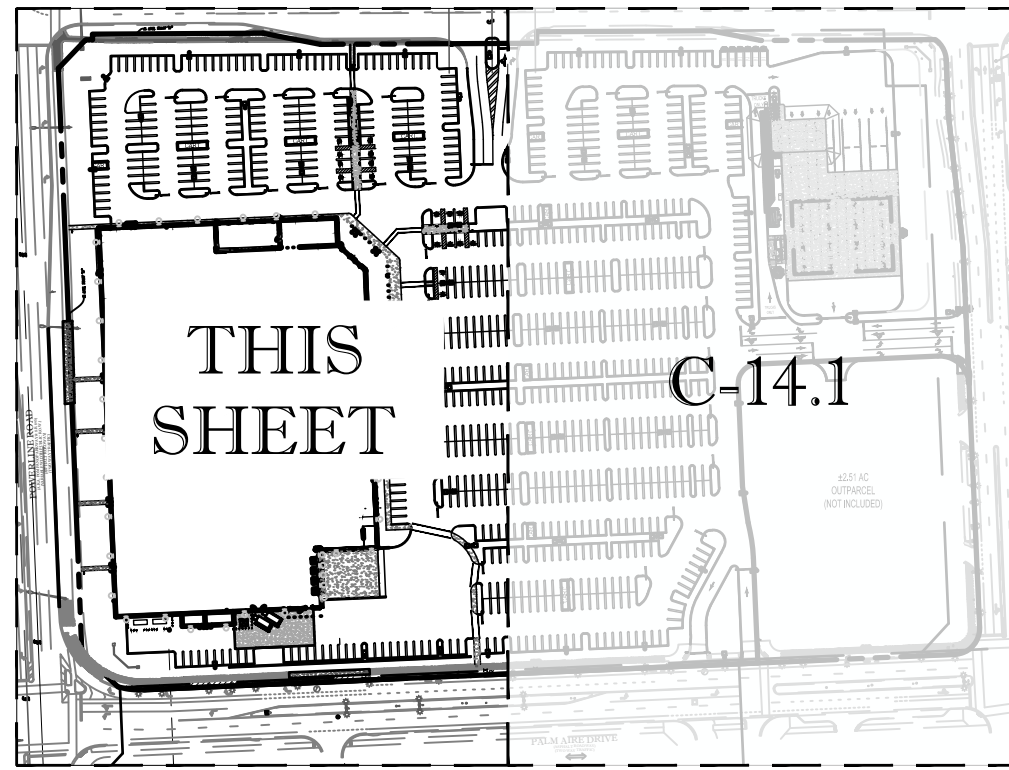 THIS
SHEET
C-14.1
±2.51 AC
OUTPARCEL
(NOT INCLUDED)
POWERLINE ROAD
PALM AIRE DRIVE